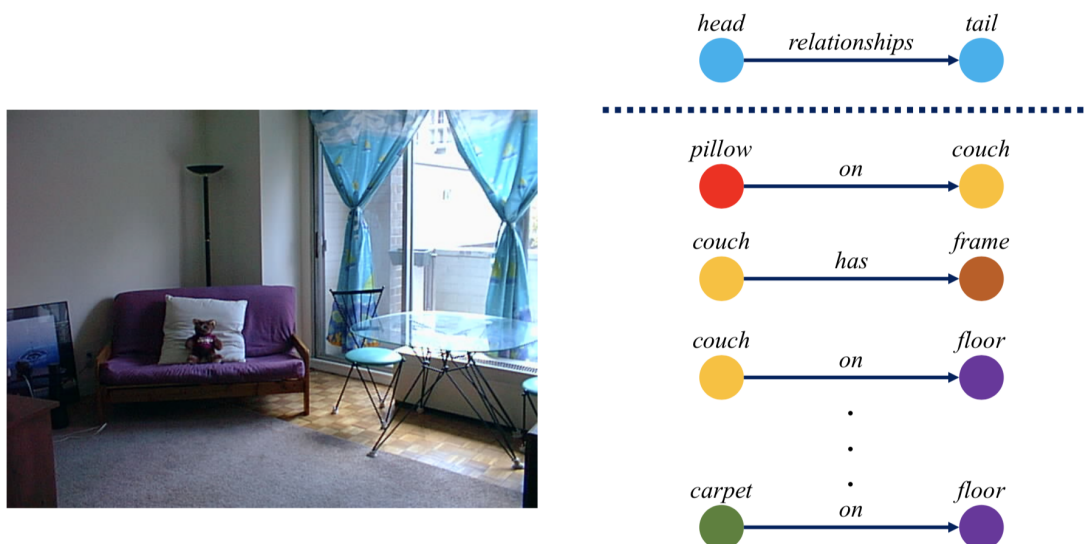 head
tail
relationships
pillow
couch
on
couch
frame
has
couch
floor
on
carpet
floor
on